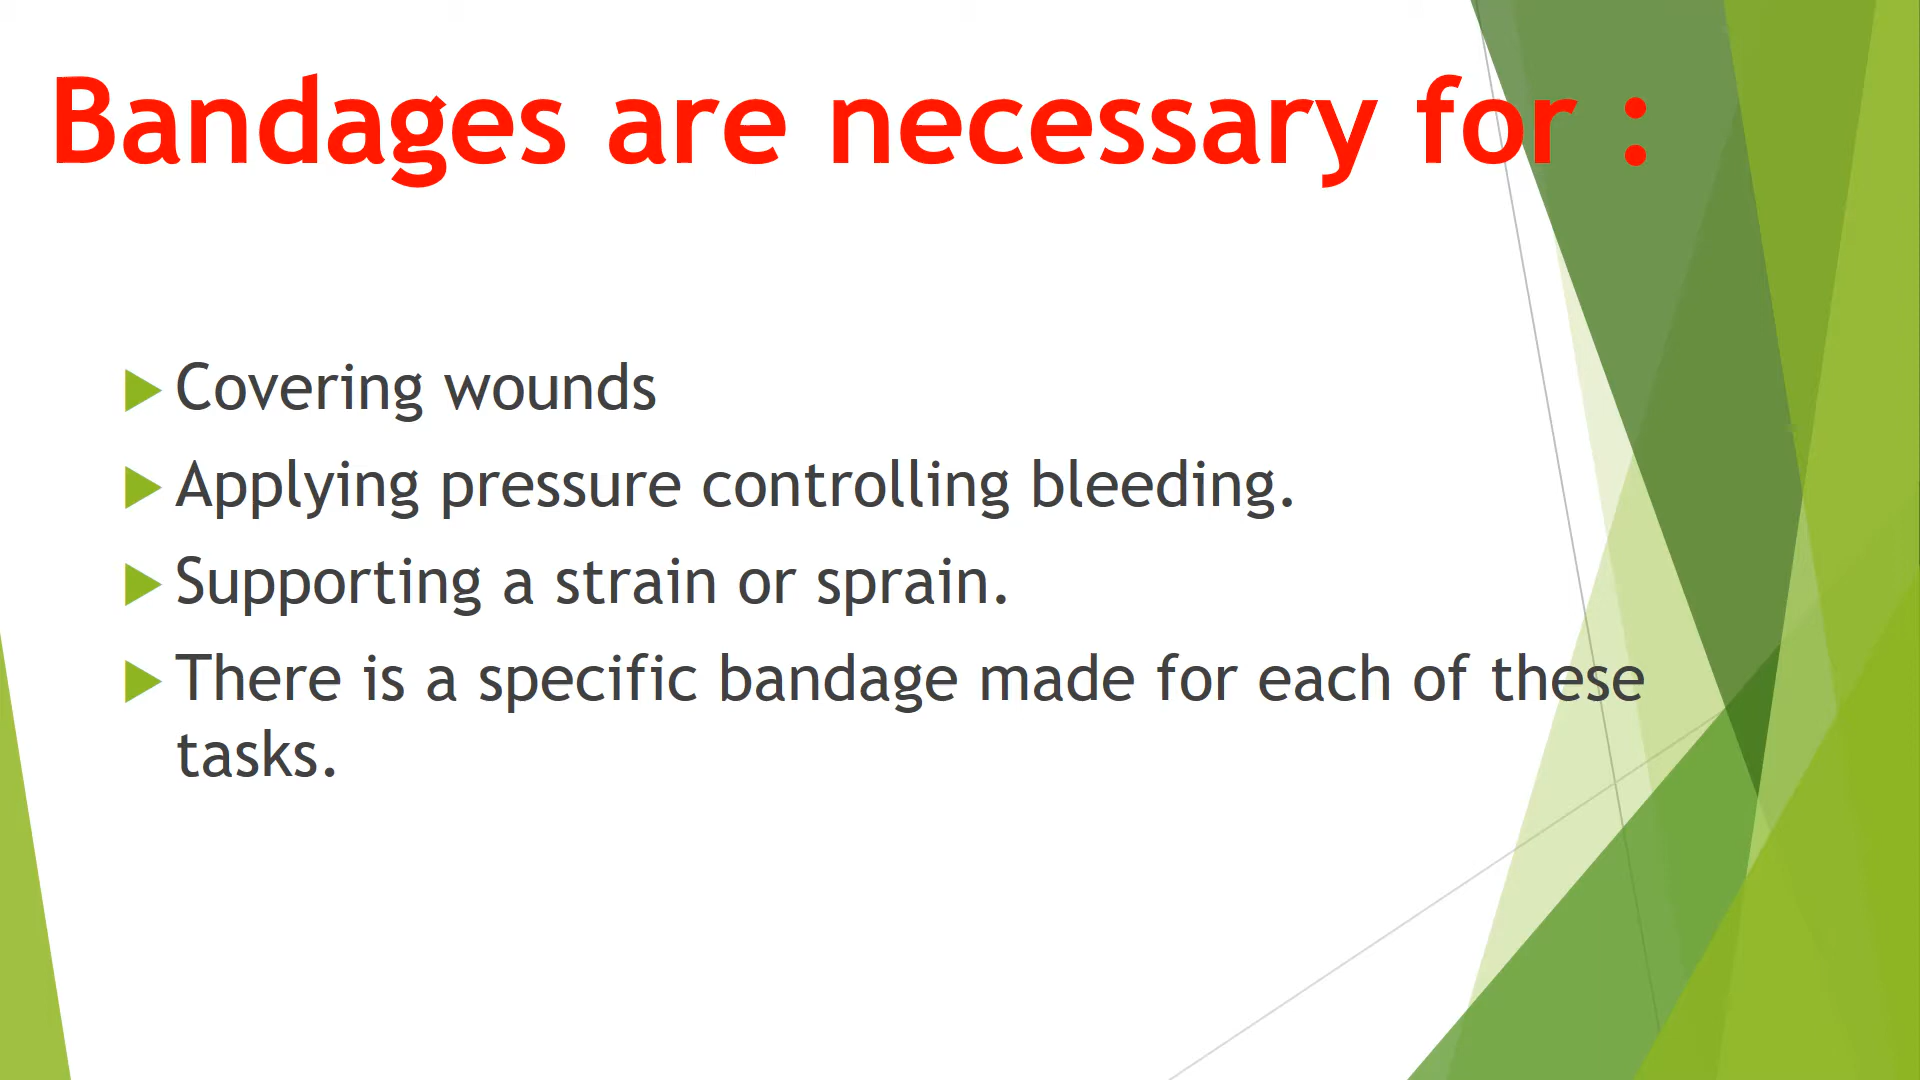 Bandages are necessary for :
Covering wounds
Applying pressure controlling bleeding.
Supporting a strain or sprain.
There is a specific bandage made for each of these
tasks.